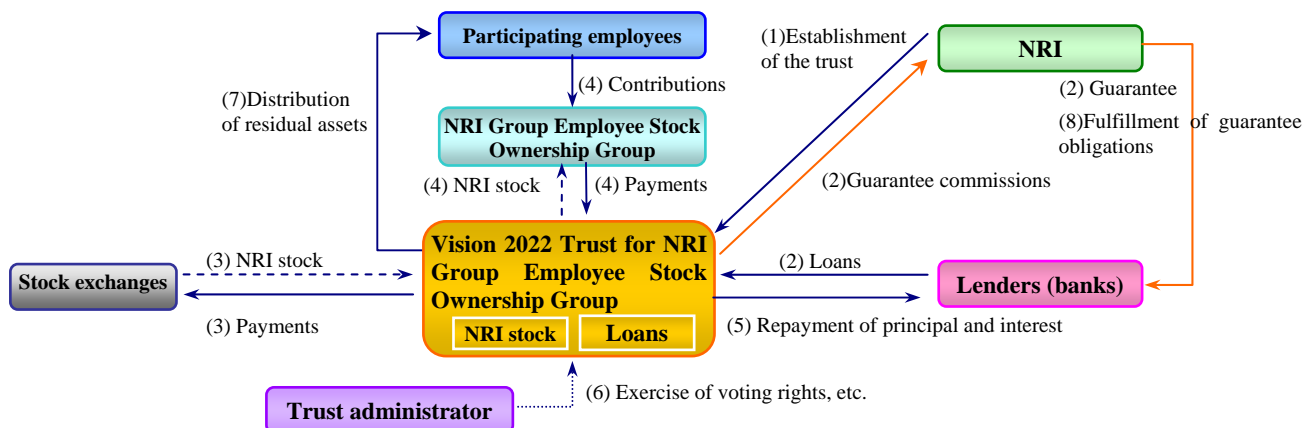 Participating employees
(1)Establishment
of the trust
NRI
(4) Contributions
(2) Guarantee
(7)Distribution
of residual assets
(8)Fulfillment of guarantee
obligations
NRI Group Employee Stock
Ownership Group
(4) NRI stock
(4) Payments
(2)Guarantee commissions
Vision 2022 Trust for NRI
Group Employee Stock
Ownership Group
(3) NRI stock
(2) Loans
Stock exchanges
Lenders (banks)
(3) Payments
(5) Repayment of principal and interest
NRI stock
Loans
(6) Exercise of voting rights, etc.
Trust administrator